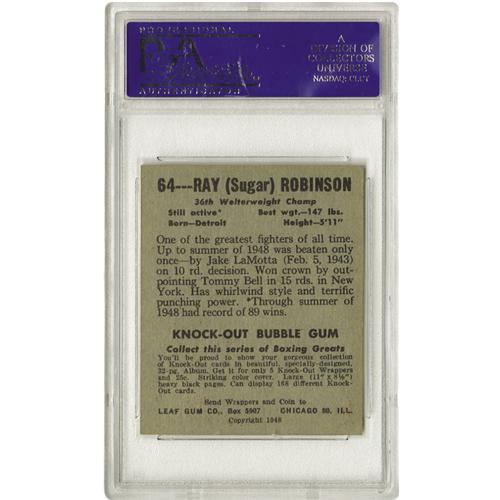 PROFESSIONAL
PSA
AUTHENTICATOR
A
DIVISION OF
COLLECTORS
UNIVERSE
NASDAQ: CLCT
64---RAY (Sugar) ROBINSON
36th Welterweight Champ
Still active* Best wgt.—147 lbs.
Born—Detroit Height—5'11"
One of the greatest fighters of all time.
Up to summer of 1948 was beaten only
once—by Jake LaMotta (Feb. 5, 1943)
on 10 rd. decision. Won crown by out-
pointing Tommy Bell in 15 rds. in New
York. Has whirlwind style and terrific
punching power. *Through summer of
1948 had record of 89 wins.
KNOCK-OUT BUBBLE GUM
Collect this series of Boxing Greats
You'll be proud to show your gorgeous collection
of Knock-Out cards in beautiful, specially-designed,
32-pg. Album. Get it for only 5 Knock-Out Wrappers
and 25c. Striking color cover. Large (11" x 8½")
heavy black pages. Can display 168 different Knock-
Out cards.
Send Wrappers and Coin to
LEAF GUM CO., Box 5907 CHICAGO 80, ILL.
Copyright 1948